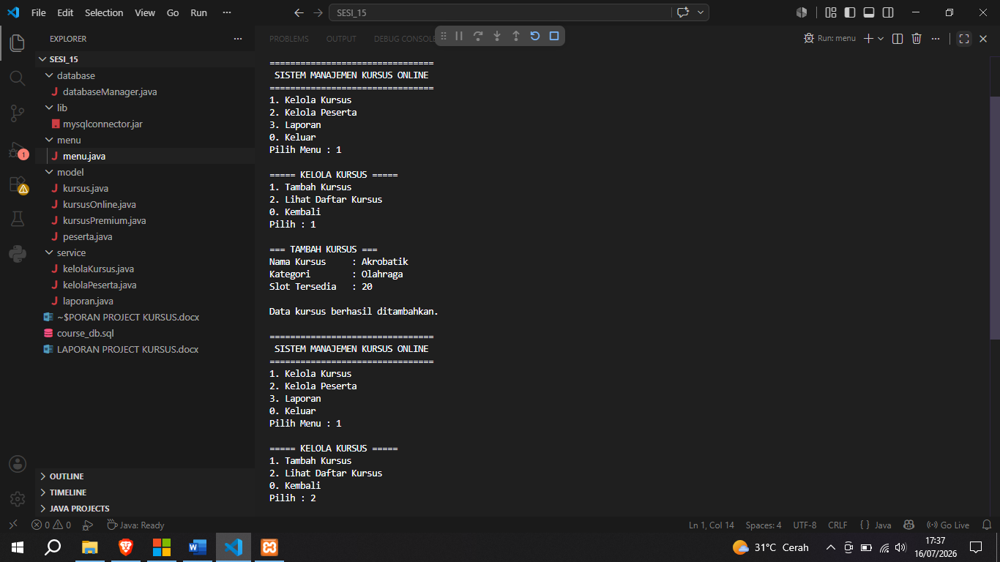 File Edit Selection View Go Run ···
SESI_15
EXPLORER ···
SESI_15
database
databaseManager.java
lib
mysqlconnector.jar
menu
menu.java
model
kursus.java
kursusOnline.java
kursusPremium.java
peserta.java
service
kelolaKursus.java
kelolaPeserta.java
laporan.java
~$PORAN PROJECT KURSUS.docx
course_db.sql
LAPORAN PROJECT KURSUS.docx
OUTLINE
TIMELINE
JAVA PROJECTS
1
PROBLEMS OUTPUT DEBUG CONSOLE
Run: menu
================================
SISTEM MANAJEMEN KURSUS ONLINE
================================
1. Kelola Kursus
2. Kelola Peserta
3. Laporan
0. Keluar
Pilih Menu : 1
===== KELOLA KURSUS =====
1. Tambah Kursus
2. Lihat Daftar Kursus
0. Kembali
Pilih : 1
=== TAMBAH KURSUS ===
Nama Kursus     : Akrobatik
Kategori        : Olahraga
Slot Tersedia   : 20
Data kursus berhasil ditambahkan.
================================
SISTEM MANAJEMEN KURSUS ONLINE
================================
1. Kelola Kursus
2. Kelola Peserta
3. Laporan
0. Keluar
Pilih Menu : 1
===== KELOLA KURSUS =====
1. Tambah Kursus
2. Lihat Daftar Kursus
0. Kembali
Pilih : 2
0 0 Java: Ready Ln 1, Col 14 Spaces: 4 UTF-8 CRLF {} Java Go Live
31°C Cerah
17:37
16/07/2026